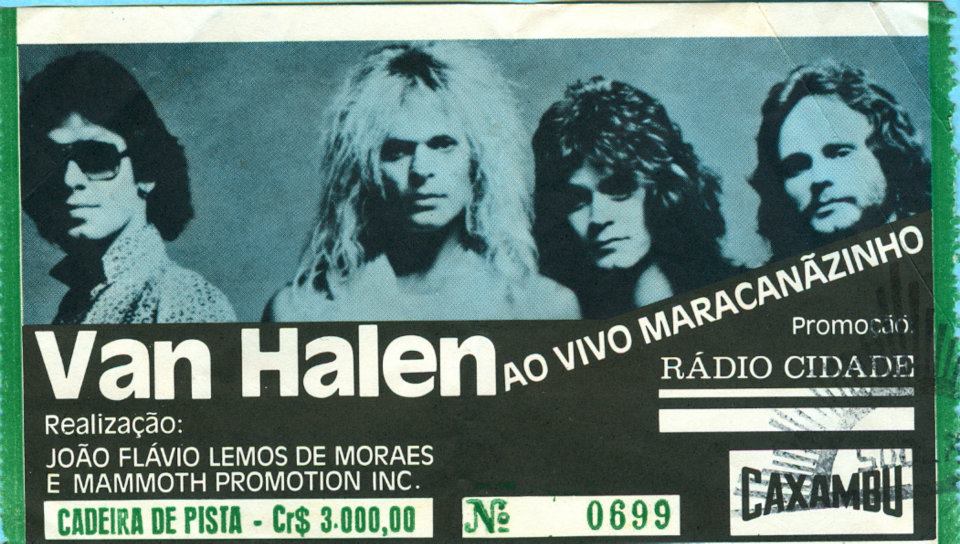 Van Halen
AO VIVO MARACANÃZINHO
Promoção:
RÁDIO CIDADE
Realização:
JOÃO FLÁVIO LEMOS DE MORAES
E MAMMOTH PROMOTION INC.
CADEIRA DE PISTA - Cr$ 3.000,00
Nº 0699
CAXAMBU